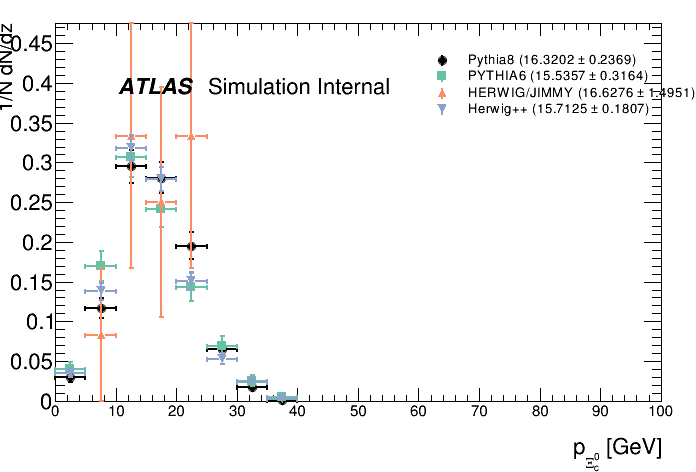 1/N dN/dz
0.45
0.4
0.35
0.3
0.25
0.2
0.15
0.1
0.05
0
ATLAS Simulation Internal
Pythia8 (16.3202 ± 0.2369)
PYTHIA6 (15.5357 ± 0.3164)
HERWIG/JIMMY (16.6276 ± 1.4951)
Herwig++ (15.7125 ± 0.1807)
0 10 20 30 40 50 60 70 80 90 100
p_{Ξ_c^0} [GeV]